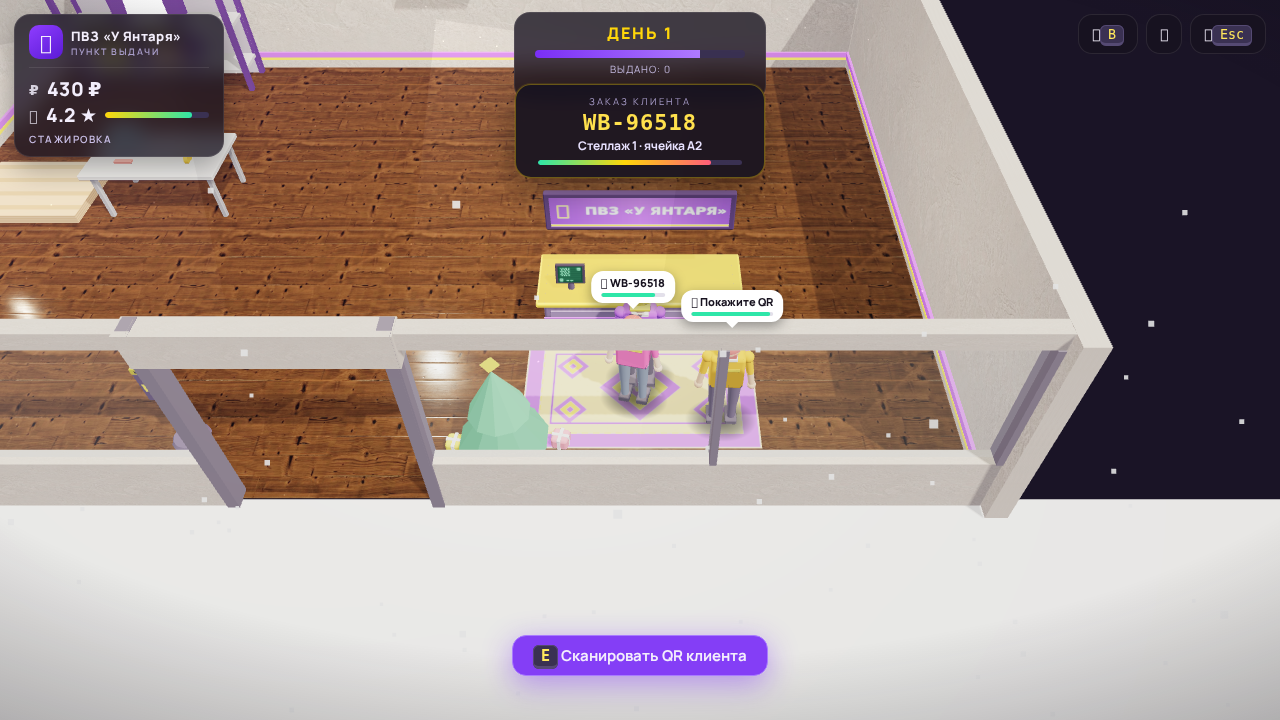 ПВЗ «У Янтаря»
ПУНКТ ВЫДАЧИ
₽ 430 ₽
4.2 ★
СТАЖИРОВКА
ДЕНЬ 1
ВЫДАНО: 0
ЗАКАЗ КЛИЕНТА
WB-96518
Стеллаж 1 · ячейка A2
B
Esc
ПВЗ «У ЯНТАРЯ»
WB-96518
Покажите QR
E Сканировать QR клиента